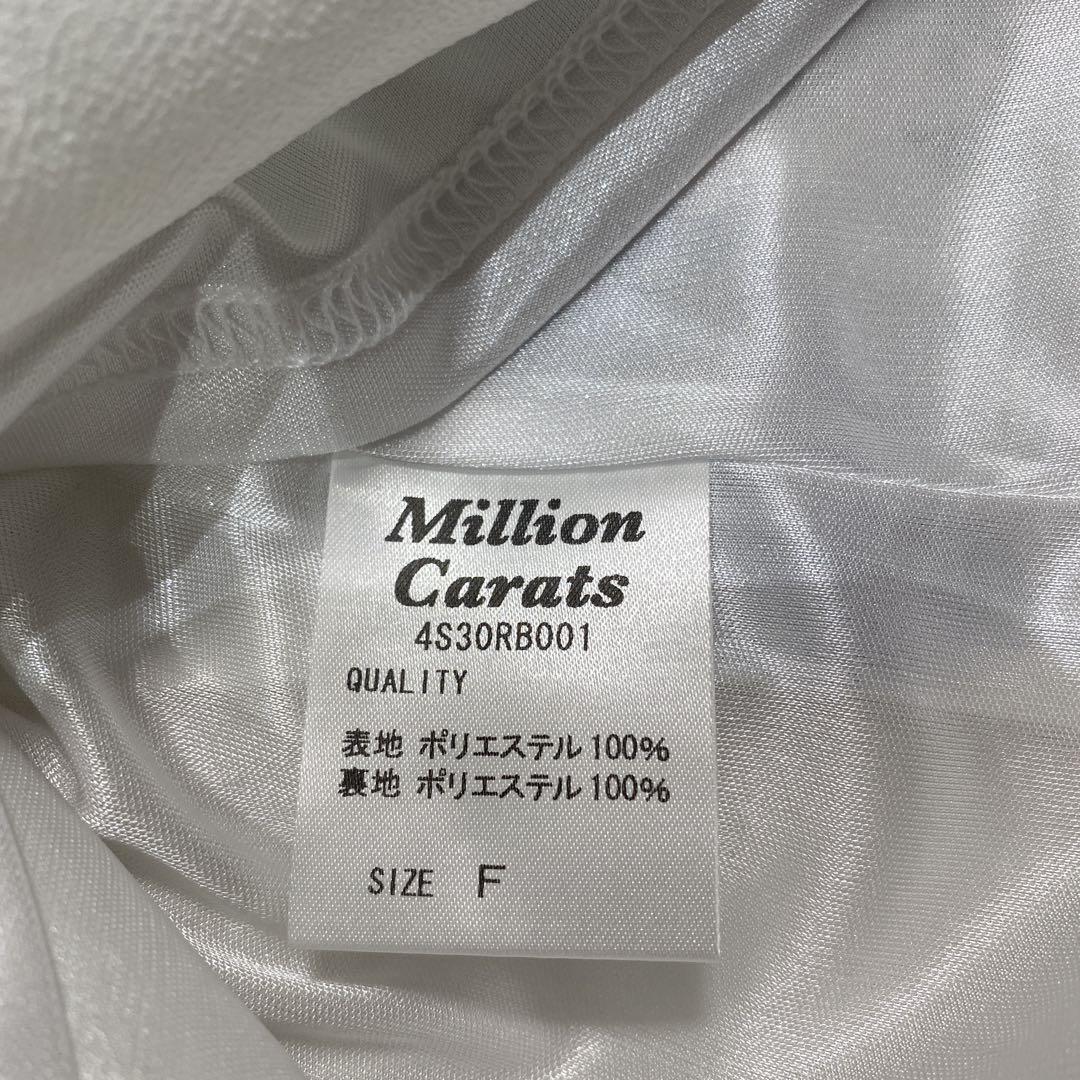 Million
Carats
4S30RB001
QUALITY
表地 ポリエステル 100%
裏地 ポリエステル 100%
SIZE F